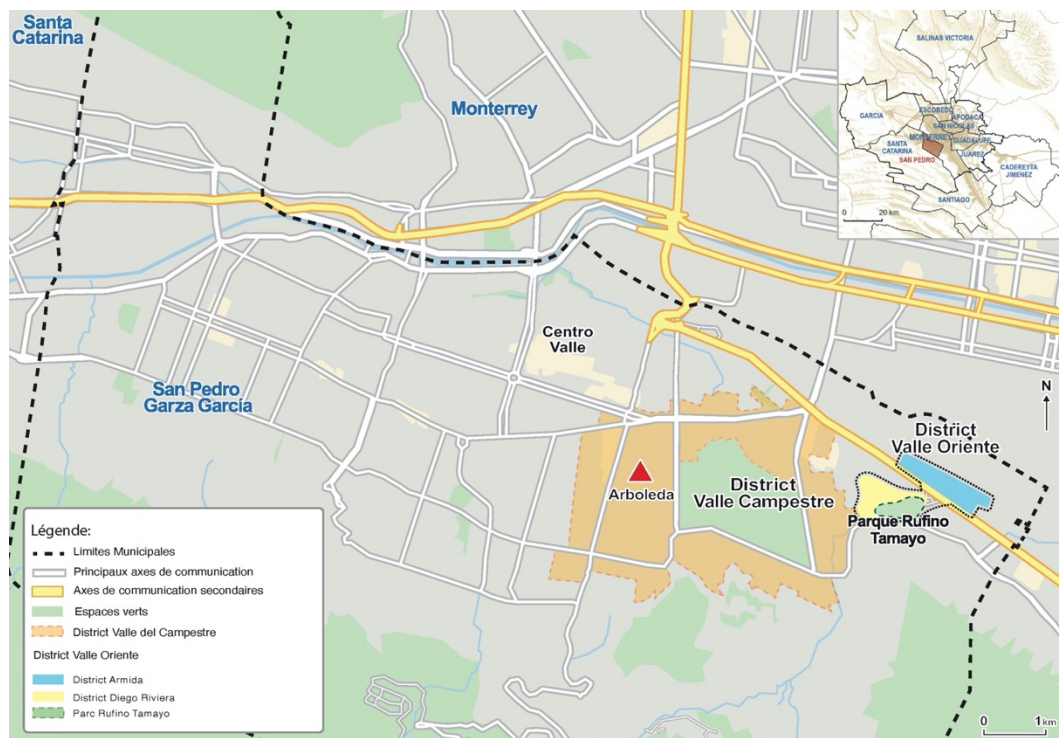 Santa
Catarina
Monterrey
San Pedro
Garza García
Centro
Valle
Arboleda
District
Valle Campestre
District
Valle Oriente
Parque Rufino
Tamayo
N
0 1km
SALINAS VICTORIA
ESCOBEDO
GARCIA
APODACA
SAN NICOLAS
MONTERREY
GUADALUPE
SANTA
CATARINA
SAN PEDRO
JUAREZ
CADEREYTA
JIMENEZ
SANTIAGO
0 20 km
Légende:
Limites Municipales
Principaux axes de communication
Axes de communication secondaires
Espaces verts
District Valle del Campestre
District Valle Oriente
District Armida
District Diego Riviera
Parc Rufino Tamayo